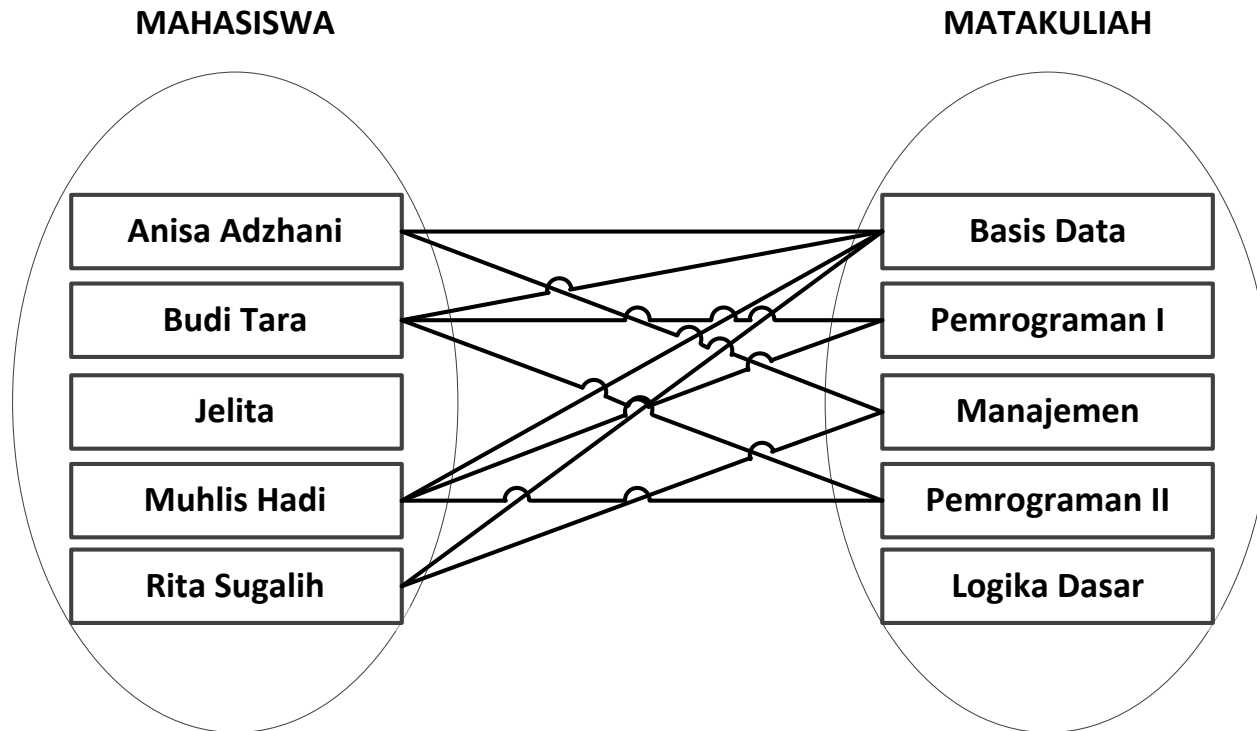 MAHASISWA
MATAKULIAH
Anisa Adzhani
Basis Data
Budi Tara
Pemrograman I
Jelita
Manajemen
Muhlis Hadi
Pemrograman II
Rita Sugalih
Logika Dasar